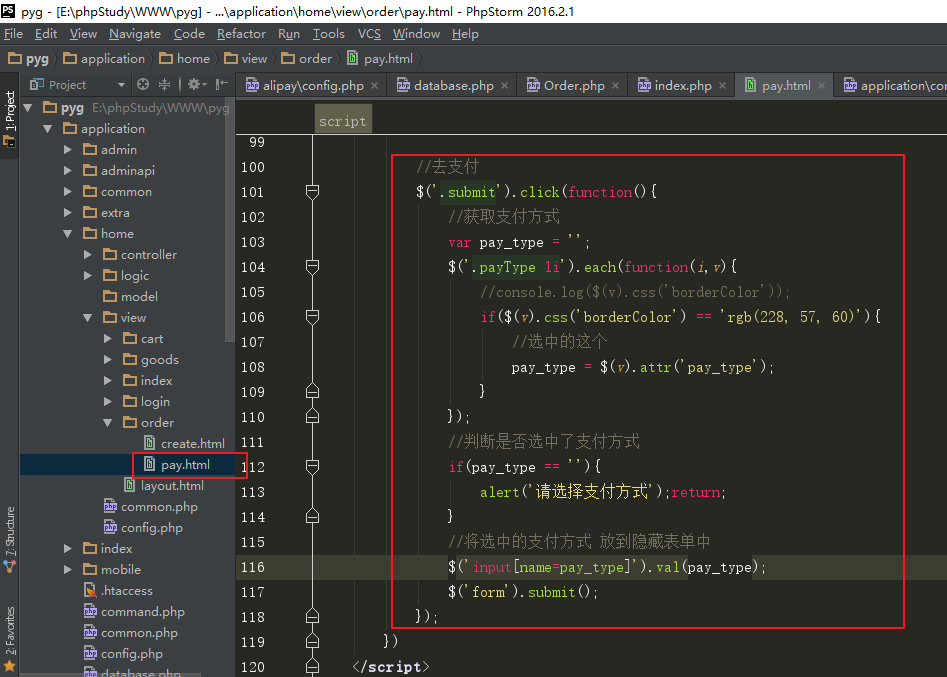 pyg - [E:\phpStudy\WWW\pyg] - ...\application\home\view\order\pay.html - PhpStorm 2016.2.1
File Edit View Navigate Code Refactor Run Tools VCS Window Help
pyg application home view order pay.html
Project
alipay\config.php database.php Order.php index.php pay.html application\con
1: Project
7: Structure
2: Favorites
pyg E:\phpStudy\WWW\pyg
application
admin
adminapi
common
extra
home
controller
logic
model
view
cart
goods
index
login
order
create.html
pay.html
layout.html
common.php
config.php
index
mobile
.htaccess
command.php
common.php
config.php
database.php
script
99
100 //去支付
101 $('.submit').click(function(){
102 //获取支付方式
103 var pay_type = '';
104 $('.payType li').each(function(i,v){
105 //console.log($(v).css('borderColor'));
106 if($(v).css('borderColor') == 'rgb(228, 57, 60)'){
107 //选中的这个
108 pay_type = $(v).attr('pay_type');
109 }
110 });
111 //判断是否选中了支付方式
112 if(pay_type == ''){
113 alert('请选择支付方式');return;
114 }
115 //将选中的支付方式 放到隐藏表单中
116 $('input[name=pay_type]').val(pay_type);
117 $('form').submit();
118 });
119 })
120 </script>